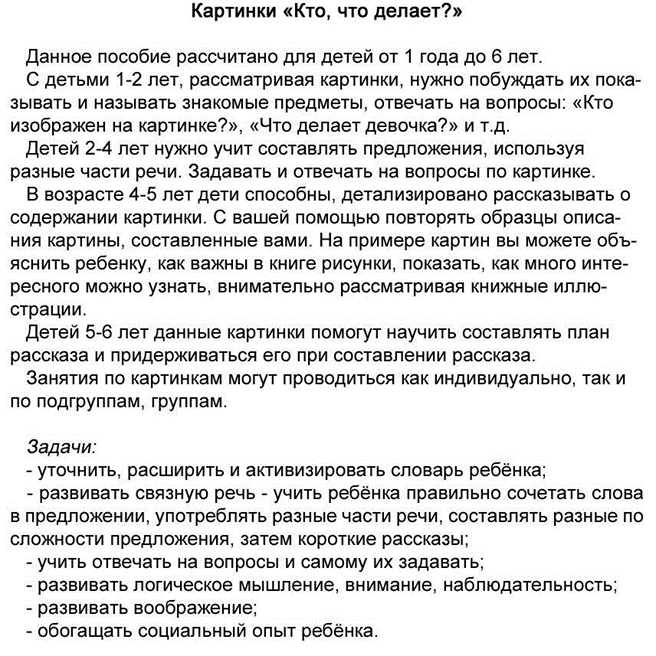 Картинки «Кто, что делает?»
Данное пособие рассчитано для детей от 1 года до 6 лет.
С детьми 1-2 лет, рассматривая картинки, нужно побуждать их пока-
зывать и называть знакомые предметы, отвечать на вопросы: «Кто
изображен на картинке?», «Что делает девочка?» и т.д.
Детей 2-4 лет нужно учит составлять предложения, используя
разные части речи. Задавать и отвечать на вопросы по картинке.
В возрасте 4-5 лет дети способны, детализировано рассказывать о
содержании картинки. С вашей помощью повторять образцы описа-
ния картины, составленные вами. На примере картин вы можете объ-
яснить ребенку, как важны в книге рисунки, показать, как много инте-
ресного можно узнать, внимательно рассматривая книжные иллю-
страции.
Детей 5-6 лет данные картинки помогут научить составлять план
рассказа и придерживаться его при составлении рассказа.
Занятия по картинкам могут проводиться как индивидуально, так и
по подгруппам, группам.
Задачи:
- уточнить, расширить и активизировать словарь ребёнка;
- развивать связную речь - учить ребёнка правильно сочетать слова
в предложении, употреблять разные части речи, составлять разные по
сложности предложения, затем короткие рассказы;
- учить отвечать на вопросы и самому их задавать;
- развивать логическое мышление, внимание, наблюдательность;
- развивать воображение;
- обогащать социальный опыт ребёнка.